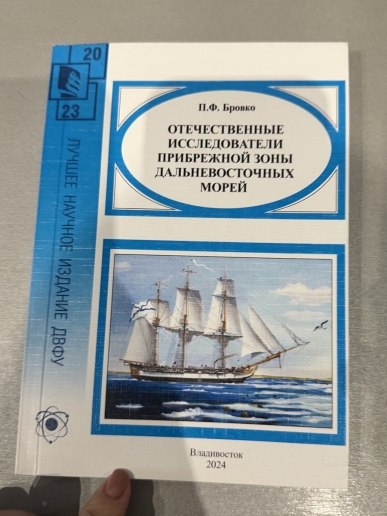 20
23
ЛУЧШЕЕ НАУЧНОЕ ИЗДАНИЕ ДВФУ
П.Ф. Бровко
ОТЕЧЕСТВЕННЫЕ
ИССЛЕДОВАТЕЛИ
ПРИБРЕЖНОЙ ЗОНЫ
ДАЛЬНЕВОСТОЧНЫХ
МОРЕЙ
Владивосток
2024